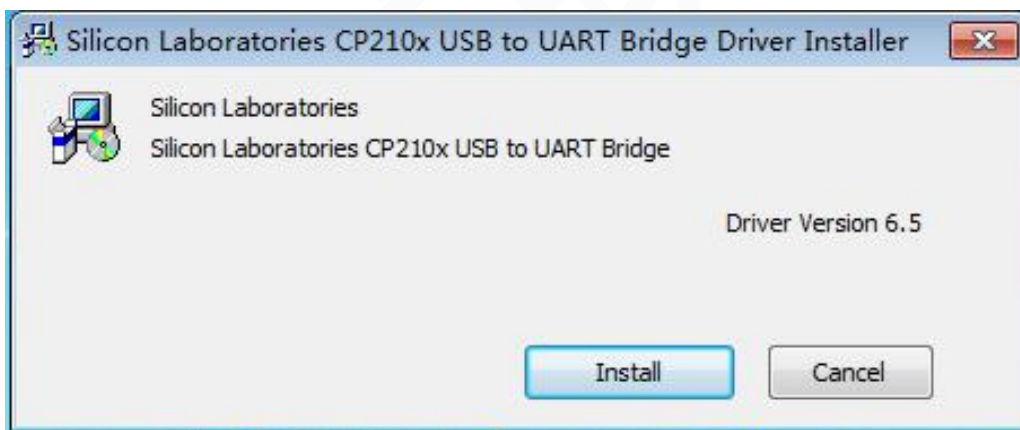 Silicon Laboratories CP210x USB to UART Bridge Driver Installer
Silicon Laboratories
Silicon Laboratories CP210x USB to UART Bridge
Driver Version 6.5
Install
Cancel